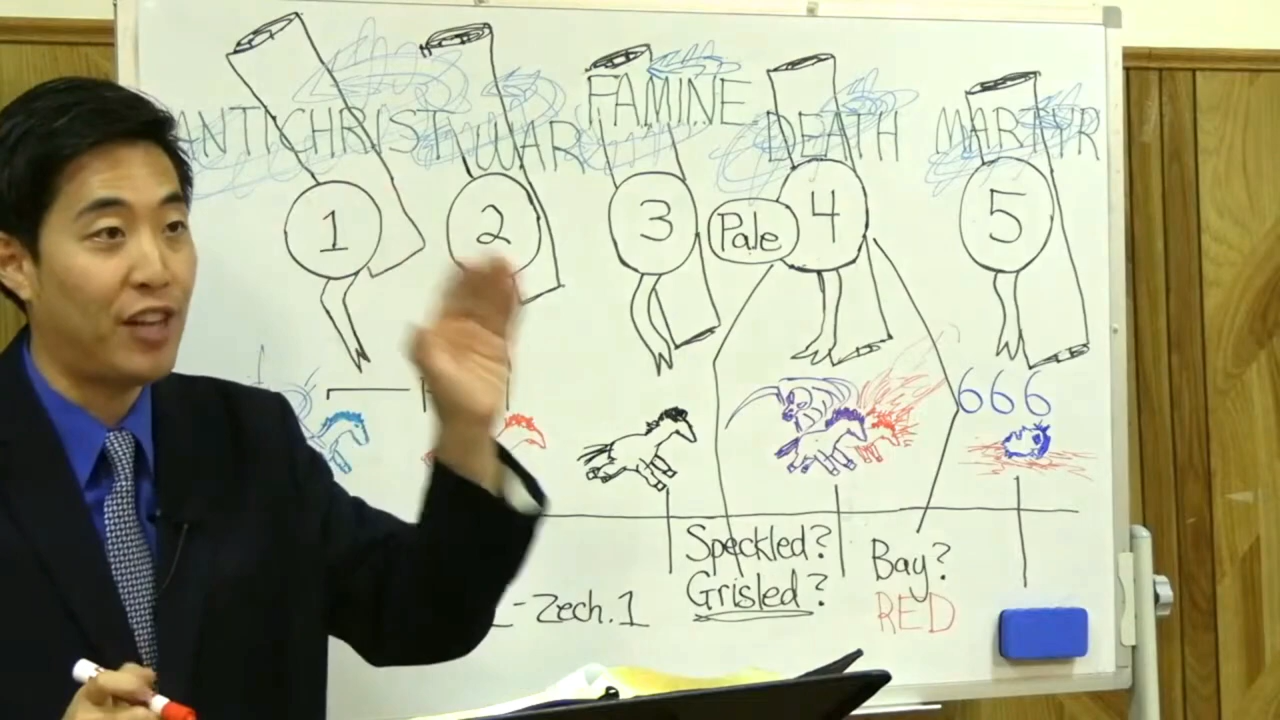 ANTICHRIST WAR FAMINE DEATH MARTYR
1 2 3 Pale 4 5
666
Speckled? Bay?
Grisled? RED
-Zech.1